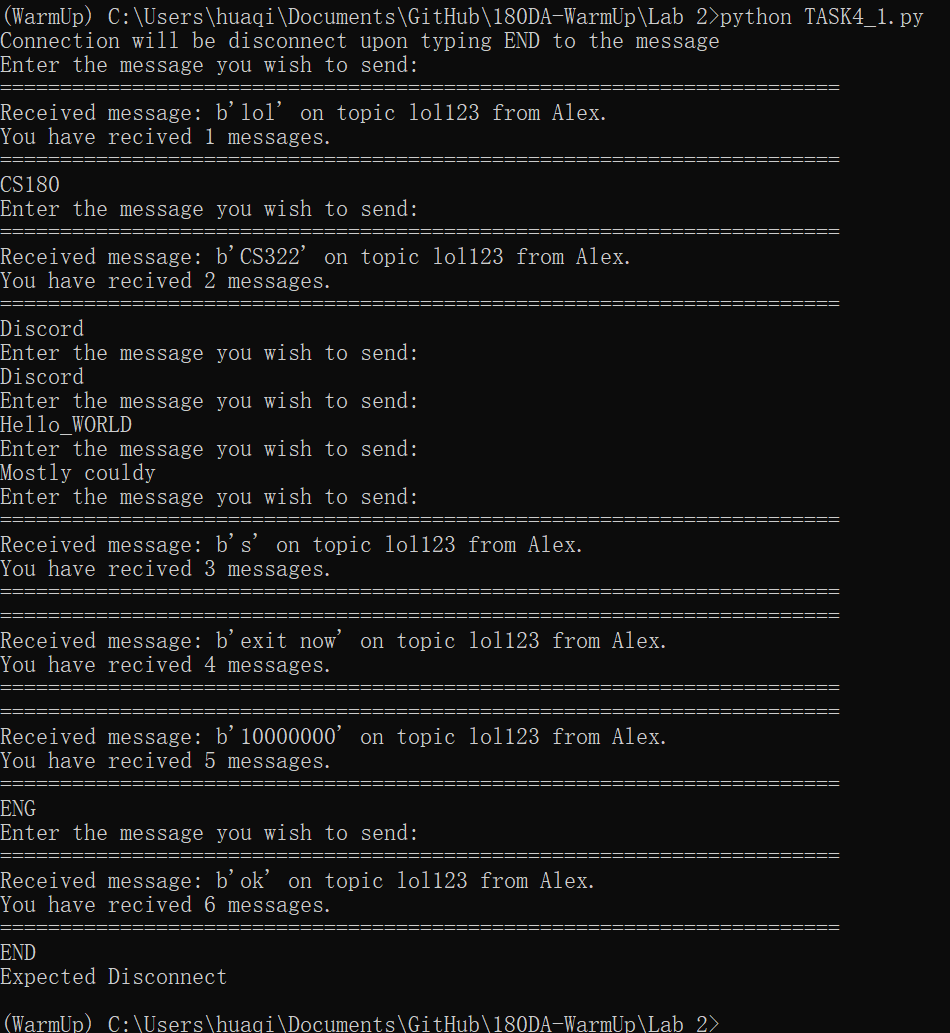 (WarmUp) C:\Users\huaqi\Documents\GitHub\180DA-WarmUp\Lab 2>python TASK4_1.py
Connection will be disconnect upon typing END to the message
Enter the message you wish to send:
======================================================================
Received message: b'lol' on topic lol123 from Alex.
You have recived 1 messages.
======================================================================
CS180
Enter the message you wish to send:
======================================================================
Received message: b'CS322' on topic lol123 from Alex.
You have recived 2 messages.
======================================================================
Discord
Enter the message you wish to send:
Discord
Enter the message you wish to send:
Hello_WORLD
Enter the message you wish to send:
Mostly couldy
Enter the message you wish to send:
======================================================================
Received message: b's' on topic lol123 from Alex.
You have recived 3 messages.
======================================================================
======================================================================
Received message: b'exit now' on topic lol123 from Alex.
You have recived 4 messages.
======================================================================
======================================================================
Received message: b'10000000' on topic lol123 from Alex.
You have recived 5 messages.
======================================================================
ENG
Enter the message you wish to send:
======================================================================
Received message: b'ok' on topic lol123 from Alex.
You have recived 6 messages.
======================================================================
END
Expected Disconnect
(WarmUp) C:\Users\huaqi\Documents\GitHub\180DA-WarmUp\Lab 2>